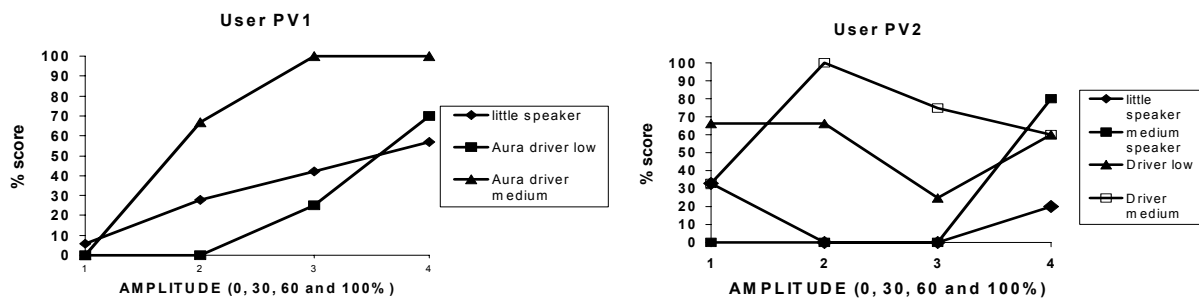 User PV1
% score
100
90
80
70
60
50
40
30
20
10
0
1 2 3 4
AMPLITUDE (0, 30, 60 and 100%)
little speaker
Aura driver low
Aura driver
medium
User PV2
% score
100
90
80
70
60
50
40
30
20
10
0
1 2 3 4
AMPLITUDE (0, 30, 60 and 100%)
little
speaker
medium
speaker
Driver low
Driver
medium